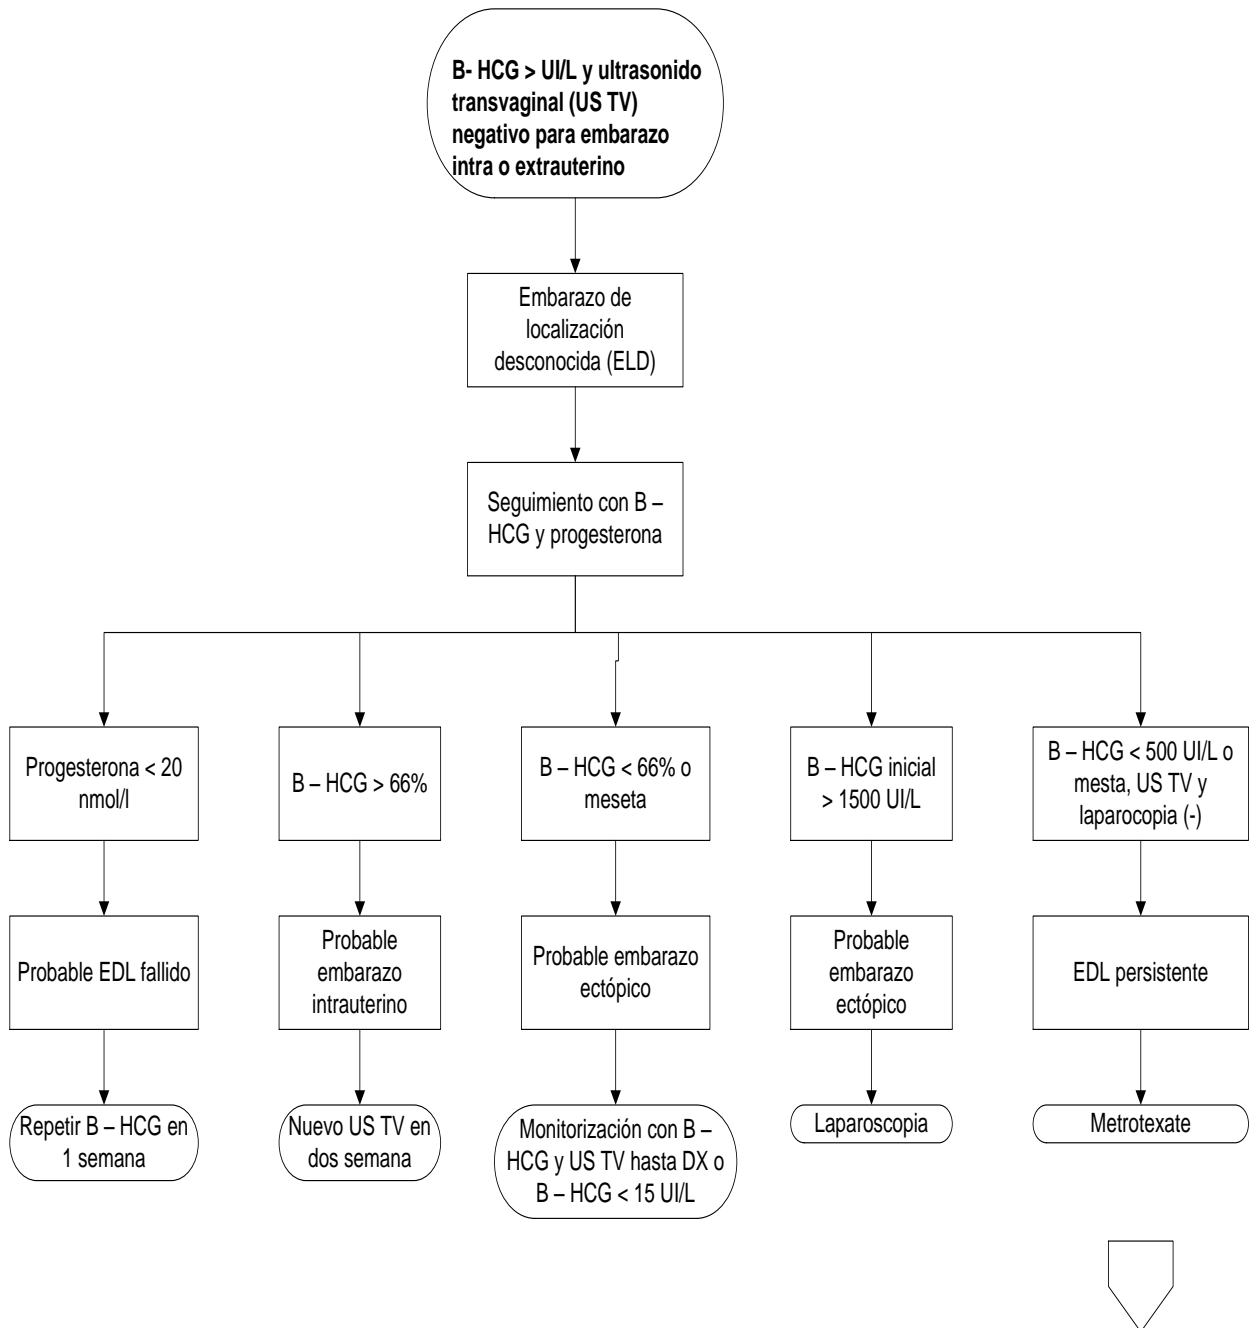 B- HCG > UI/L y ultrasonido
transvaginal (US TV)
negativo para embarazo
intra o extrauterino
Embarazo de
localización
desconocida (ELD)
Seguimiento con B –
HCG y progesterona
Progesterona < 20
nmol/l
B – HCG > 66%
B – HCG < 66% o
meseta
B – HCG inicial
> 1500 UI/L
B – HCG < 500 UI/L o
mesta, US TV y
laparocopia (-)
Probable EDL fallido
Probable
embarazo
intrauterino
Probable embarazo
ectópico
Probable
embarazo
ectópico
EDL persistente
Repetir B – HCG en
1 semana
Nuevo US TV en
dos semana
Monitorización con B –
HCG y US TV hasta DX o
B – HCG < 15 UI/L
Laparoscopia
Metrotexate